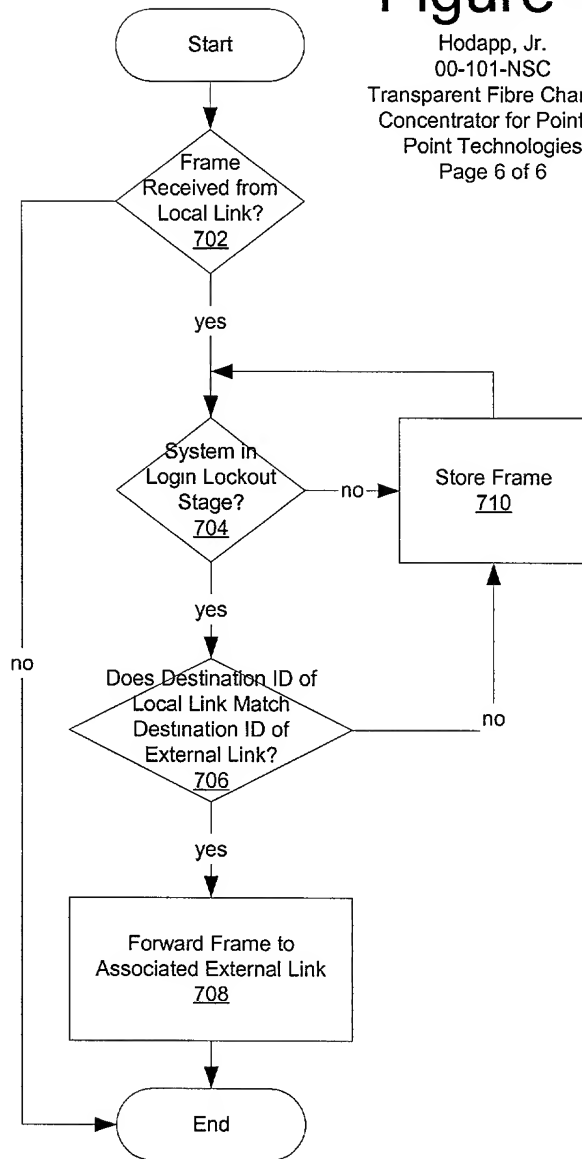 Figure
Hodapp, Jr.
00-101-NSC
Transparent Fibre
Concentrator for
Point Technologies
Page 6 of 6
Start
Frame
Received from
Local Link?
702
yes
System in
Login Lockout
Stage?
704
no
Store Frame
710
yes
no
Does Destination ID of
Local Link Match
Destination ID of
External Link?
706
no
yes
Forward Frame to
Associated External Link
708
End